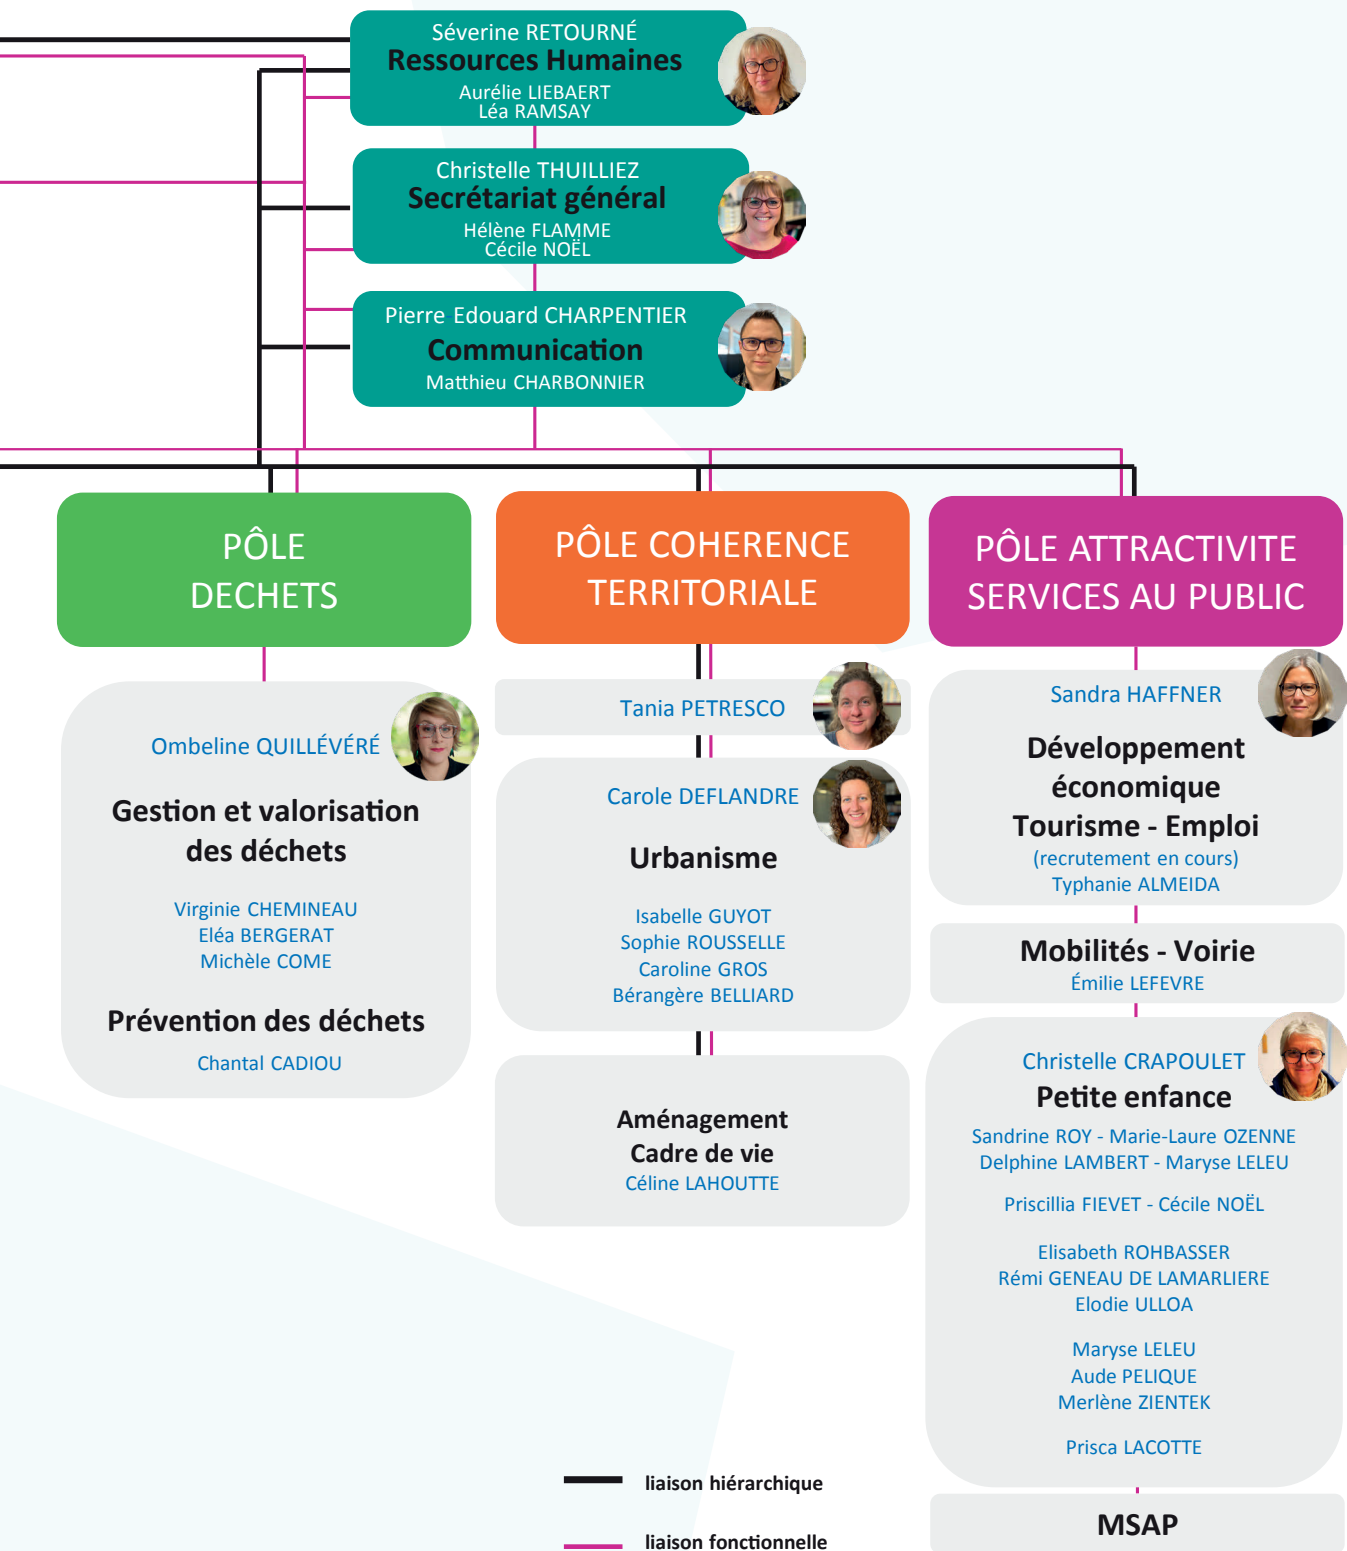 Séverine RETOURNÉ
Ressources Humaines
Aurélie LIEBAERT
Léa RAMSAY
Christelle THUILLIEZ
Secrétariat général
Hélène FLAMME
Cécile NOËL
Pierre Edouard CHARPENTIER
Communication
Matthieu CHARBONNIER
PÔLE
DECHETS
Ombeline QUILLÉVÉRÉ
Gestion et valorisation
des déchets
Virginie CHEMINEAU
Eléa BERGERAT
Michèle COME
Prévention des déchets
Chantal CADIOU
PÔLE COHERENCE
TERRITORIALE
Tania PETRESCO
Carole DEFLANDRE
Urbanisme
Isabelle GUYOT
Sophie ROUSSELLE
Caroline GROS
Bérangère BELLIARD
Aménagement
Cadre de vie
Céline LAHOUTTE
PÔLE ATTRACTIVITE
SERVICES AU PUBLIC
Sandra HAFFNER
Développement
économique
Tourisme - Emploi
(recrutement en cours)
Typhanie ALMEIDA
Mobilités - Voirie
Émilie LEFEVRE
Christelle CRAPOULET
Petite enfance
Sandrine ROY - Marie-Laure OZENNE
Delphine LAMBERT - Maryse LELEU
Priscillia FIEVET - Cécile NOËL
Elisabeth ROHBASSER
Rémi GENEAU DE LAMARLIERE
Elodie ULLOA
Maryse LELEU
Aude PELIQUE
Merlène ZIENTEK
Prisca LACOTTE
MSAP
liaison hiérarchique
liaison fonctionnelle